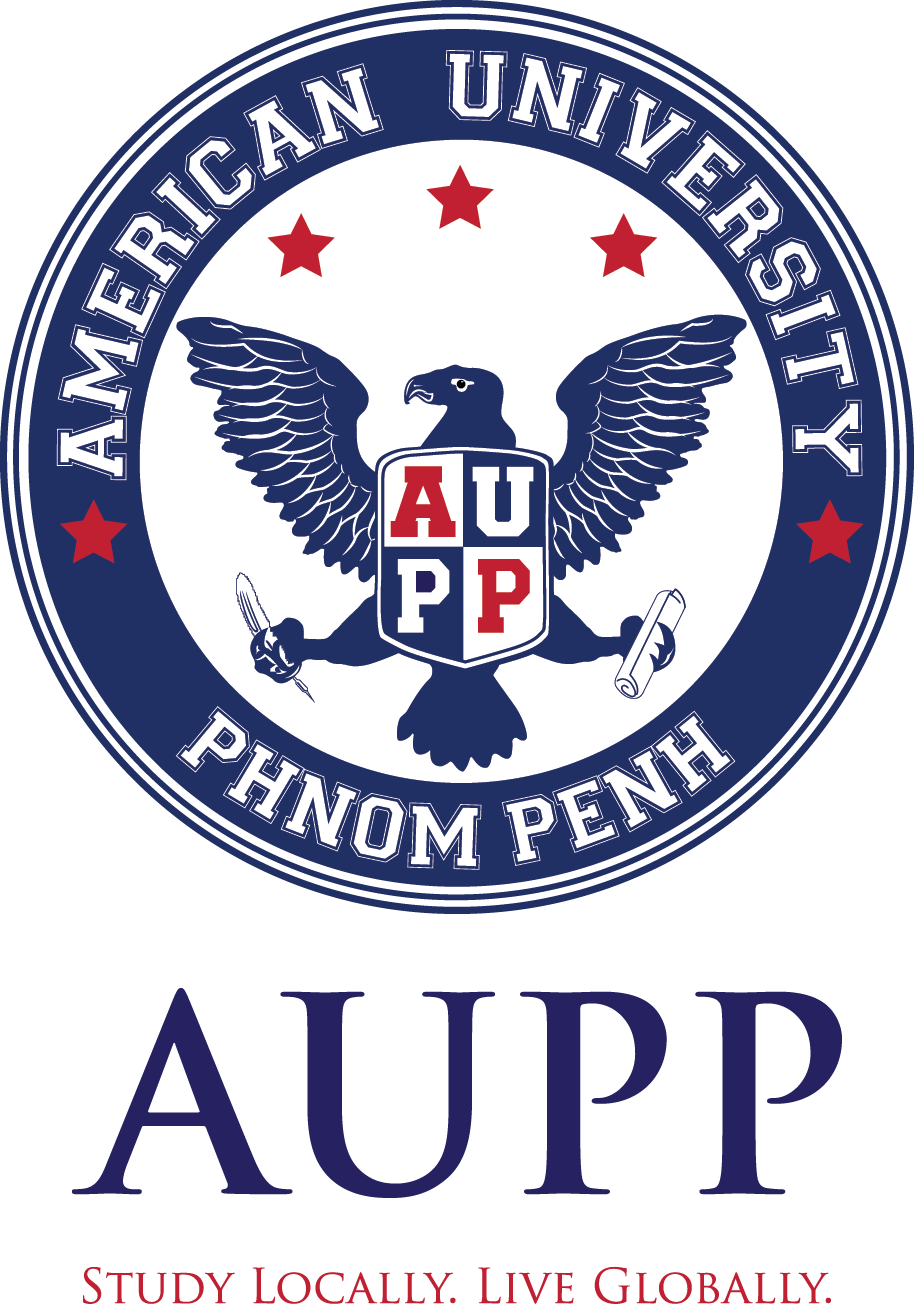 AMERICAN UNIVERSITY
AU
PP
PHNOM PENH
AUPP
STUDY LOCALLY. LIVE GLOBALLY.